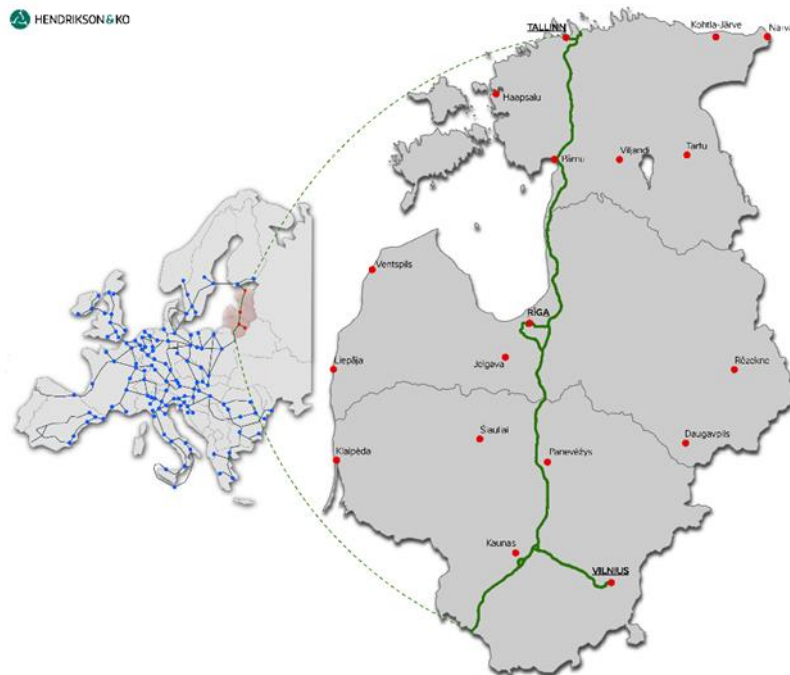 HENDRIKSON&KO
TALLINN
Kohtla-Järve
Narva
Haapsalu
Pärnu
Viljandi
Tartu
Ventspils
RĪGA
Liepāja
Jelgava
Rēzekne
Šiauliai
Daugavpils
Klaipėda
Panevėžys
Kaunas
VILNIUS